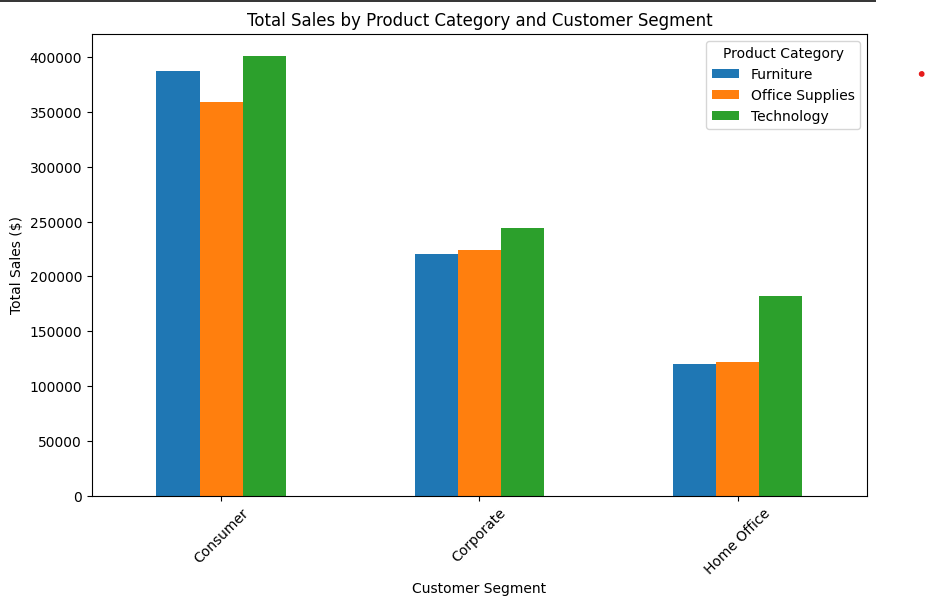 Total Sales by Product Category and Customer Segment
Product Category
Furniture
Office Supplies
Technology
Total Sales ($)
400000
350000
300000
250000
200000
150000
100000
50000
0
Consumer
Corporate
Home Office
Customer Segment